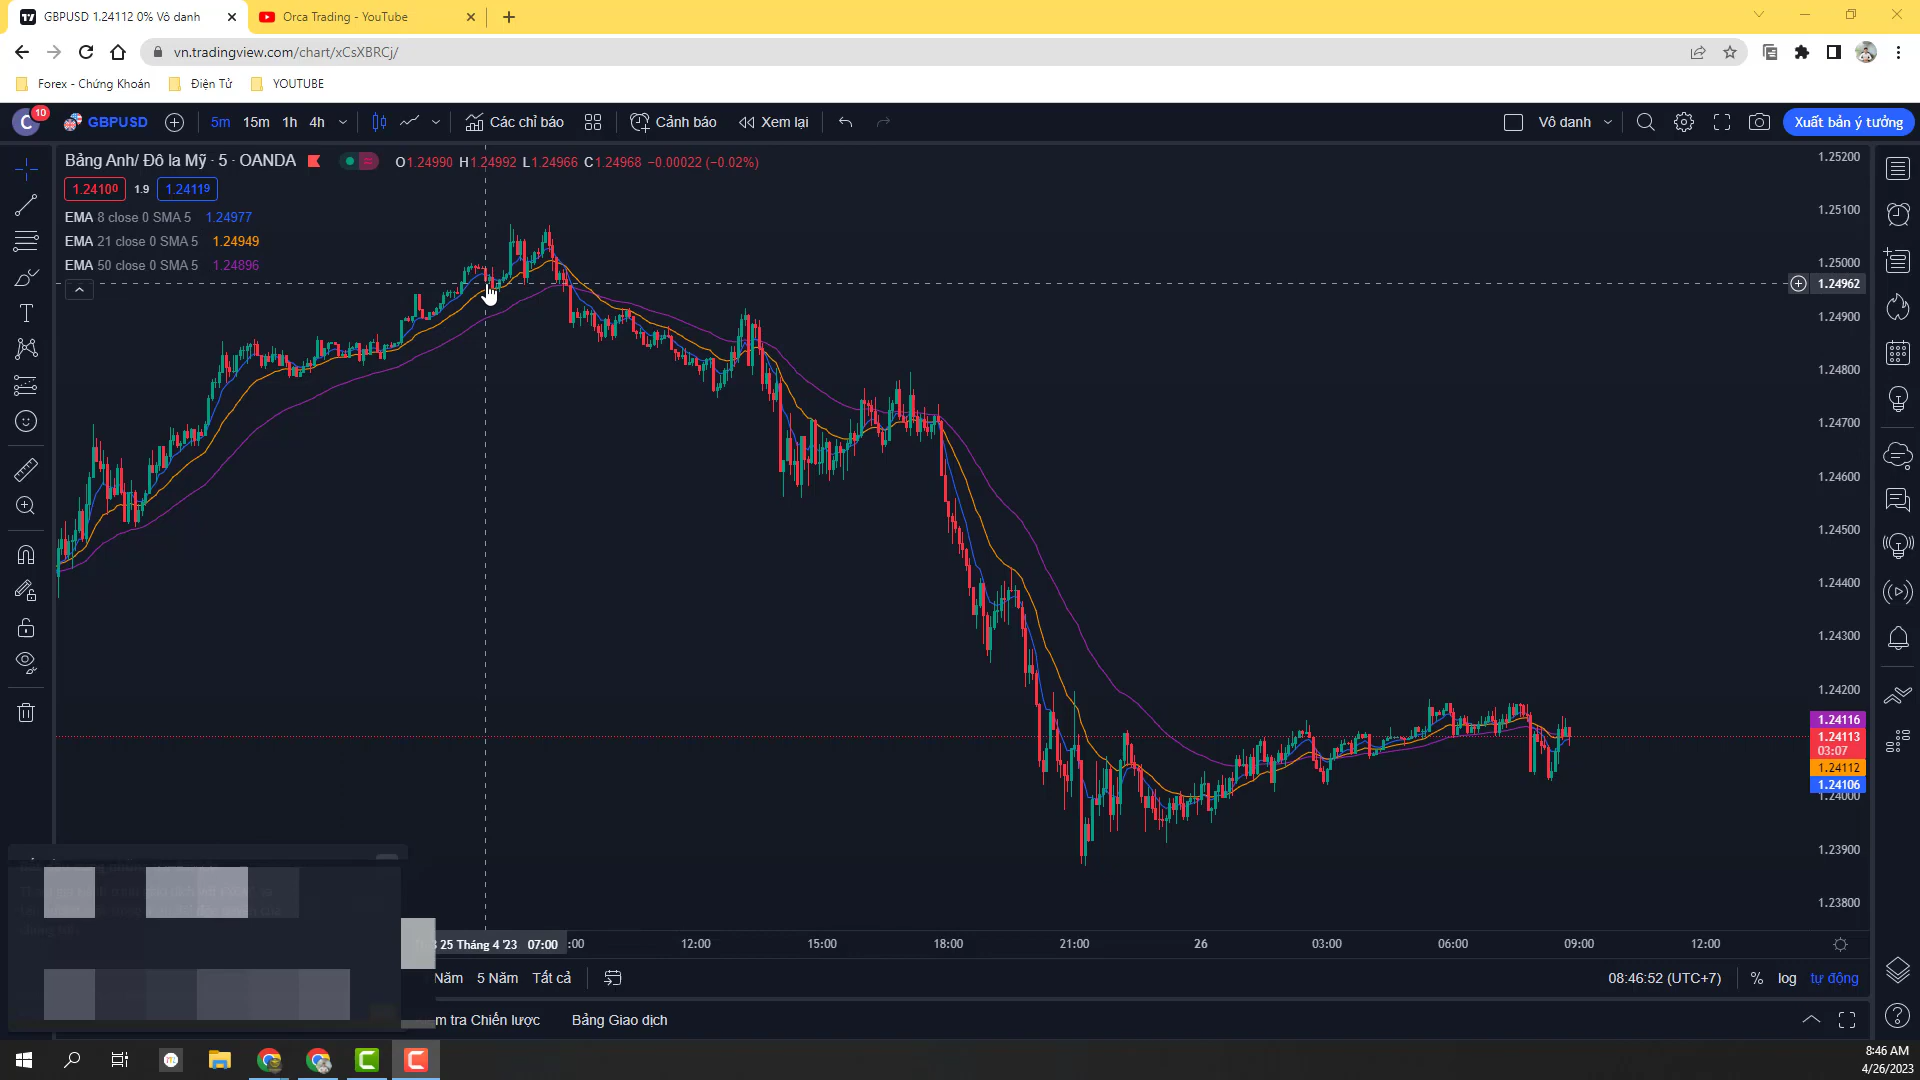 GBPUSD 1.24112 0% Vô danh
Orca Trading - YouTube
vn.tradingview.com/chart/xCsXBRCj/
Forex - Chứng Khoán
Điện Tử
YOUTUBE
C
10
GBPUSD
5m
15m
1h
4h
Các chỉ báo
Cảnh báo
Xem lại
Vô danh
Xuất bản ý tưởng
Bảng Anh/ Đô la Mỹ · 5 · OANDA
O1.24990 H1.24992 L1.24966 C1.24968 −0.00022 (−0.02%)
1.24100
1.9
1.24119
EMA 8 close 0 SMA 5 1.24977
EMA 21 close 0 SMA 5 1.24949
EMA 50 close 0 SMA 5 1.24896
1.25200
1.25100
1.25000
1.24962
1.24900
1.24800
1.24700
1.24600
1.24500
1.24400
1.24300
1.24200
1.24116
1.24113
03:07
1.24112
1.24106
1.24000
1.23900
1.23800
25 Tháng 4 '23 07:00
:00
12:00
15:00
18:00
21:00
26
03:00
06:00
09:00
12:00
Năm
5 Năm
Tất cả
08:46:52 (UTC+7)
%
log
tự động
m tra Chiến lược
Bảng Giao dịch
8:46 AM
4/26/2023